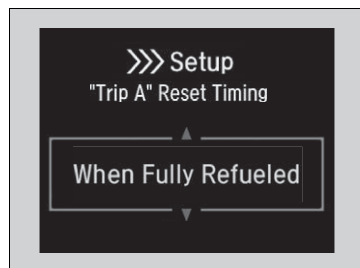 >>> Setup
"Trip A" Reset Timing
When Fully Refueled